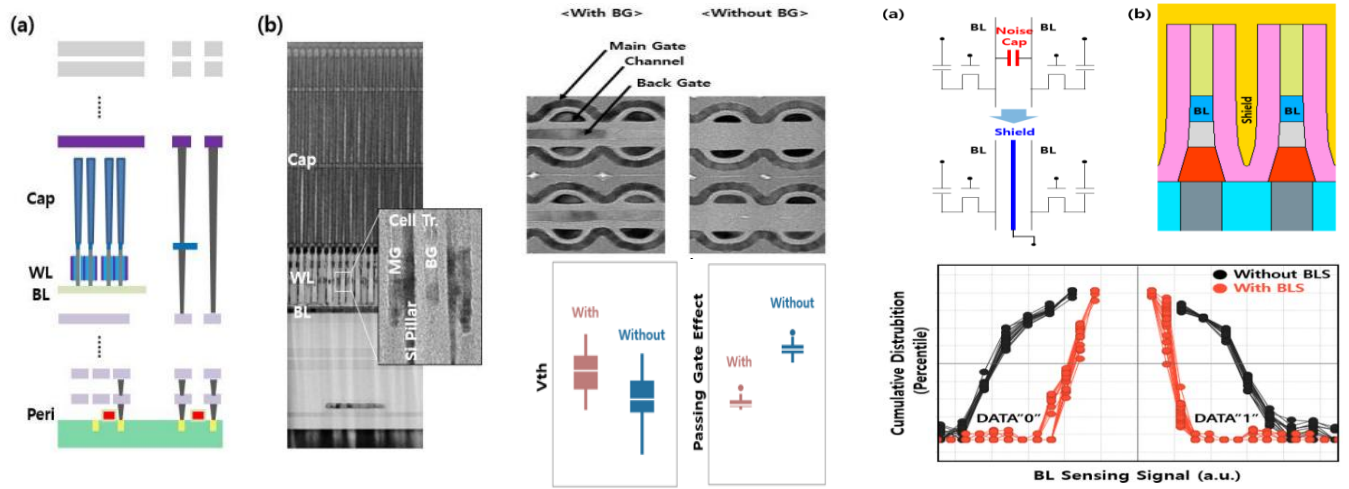 (a)
Cap
WL
BL
Peri
(b)
Cap
WL
BL
Cell Tr.
MG
BG
Si Pillar
<With BG>
<Without BG>
Main Gate
Channel
Back Gate
Vth
With
Without
Passing Gate Effect
With
Without
(a)
BL
Noise
Cap
BL
Shield
BL
BL
(b)
BL
Shield
BL
Cumulative Distrubition
(Percentile)
Without BLS
With BLS
DATA"0"
DATA"1"
BL Sensing Signal (a.u.)